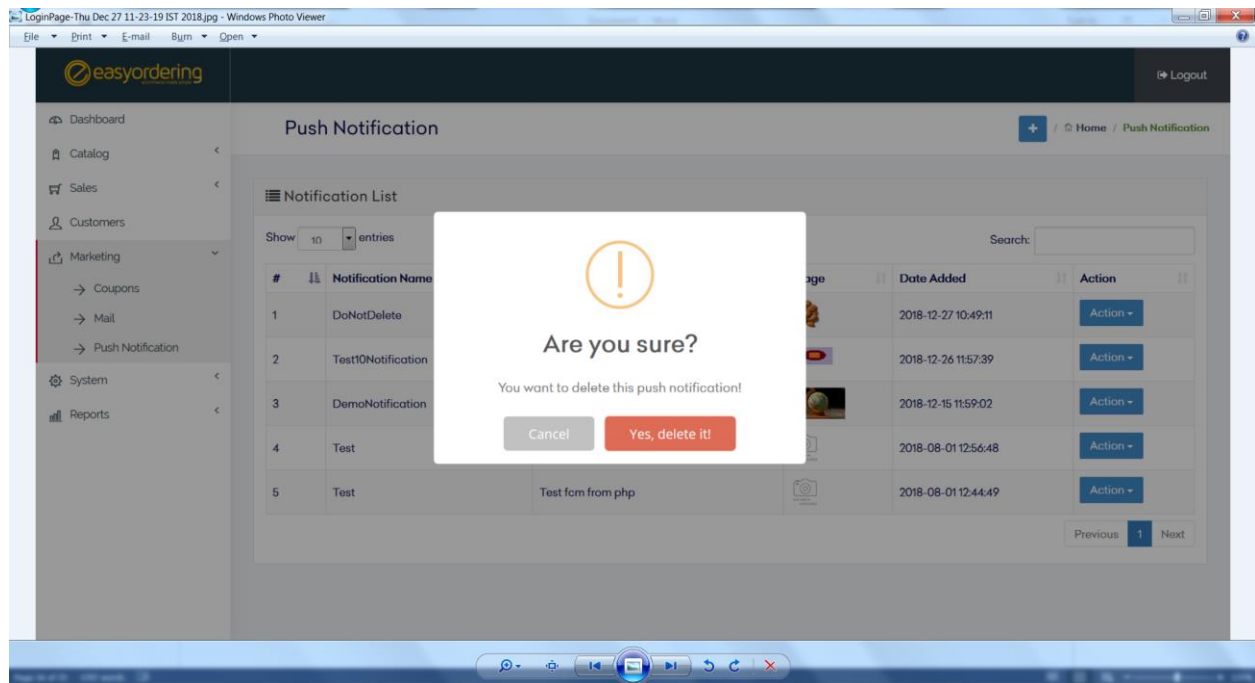 LoginPage-Thu Dec 27 11-23-19 IST 2018.jpg - Windows Photo Viewer
File Print E-mail Burn Open
easyordering
Logout
Dashboard
Catalog
Sales
Customers
Marketing
Coupons
Mail
Push Notification
System
Reports
Push Notification
+ / Home / Push Notification
Notification List
Show 10 entries
Search:
# Notification Name Date Added Action
1 DoNotDelete 2018-12-27 10:49:11 Action
2 Test10Notification 2018-12-26 11:57:39 Action
3 DemoNotification 2018-12-15 11:59:02 Action
4 Test 2018-08-01 12:56:48 Action
5 Test Test fcm from php 2018-08-01 12:44:49 Action
Previous 1 Next
!
Are you sure?
You want to delete this push notification!
Cancel Yes, delete it!